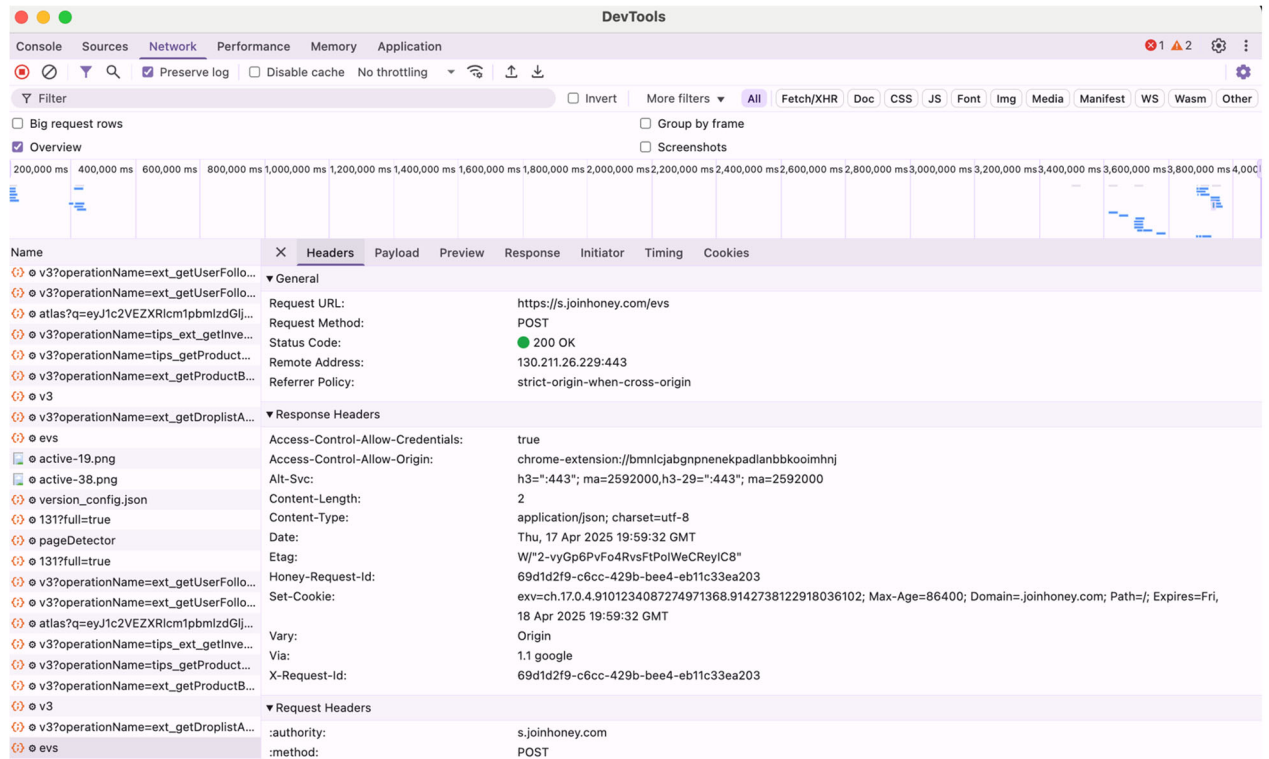 DevTools
Console Sources Network Performance Memory Application 1 2
Preserve log Disable cache No throttling
Filter Invert More filters All Fetch/XHR Doc CSS JS Font Img Media Manifest WS Wasm Other
Big request rows Group by frame
Overview Screenshots
200,000 ms 400,000 ms 600,000 ms 800,000 ms 1,000,000 ms 1,200,000 ms 1,400,000 ms 1,600,000 ms 1,800,000 ms 2,000,000 ms 2,200,000 ms 2,400,000 ms 2,600,000 ms 2,800,000 ms 3,000,000 ms 3,200,000 ms 3,400,000 ms 3,600,000 ms 3,800,000 ms 4,000
Name
v3?operationName=ext_getUserFollo...
v3?operationName=ext_getUserFollo...
atlas?q=eyJ1c2VEZXRlcm1pbmlzdGlj...
v3?operationName=tips_ext_getInve...
v3?operationName=tips_getProduct...
v3?operationName=ext_getProductB...
v3
v3?operationName=ext_getDroplistA...
evs
active-19.png
active-38.png
version_config.json
131?full=true
pageDetector
131?full=true
v3?operationName=ext_getUserFollo...
v3?operationName=ext_getUserFollo...
atlas?q=eyJ1c2VEZXRlcm1pbmlzdGlj...
v3?operationName=tips_ext_getInve...
v3?operationName=tips_getProduct...
v3?operationName=ext_getProductB...
v3
v3?operationName=ext_getDroplistA...
evs
Headers Payload Preview Response Initiator Timing Cookies
General
Request URL: https://s.joinhoney.com/evs
Request Method: POST
Status Code: 200 OK
Remote Address: 130.211.26.229:443
Referrer Policy: strict-origin-when-cross-origin
Response Headers
Access-Control-Allow-Credentials: true
Access-Control-Allow-Origin: chrome-extension://bmnlcjabgnpnenekpadlanbbkooimhnj
Alt-Svc: h3=":443"; ma=2592000,h3-29=":443"; ma=2592000
Content-Length: 2
Content-Type: application/json; charset=utf-8
Date: Thu, 17 Apr 2025 19:59:32 GMT
Etag: W/"2-vyGp6PvFo4RvsFtPoIWeCReyIC8"
Honey-Request-Id: 69d1d2f9-c6cc-429b-bee4-eb11c33ea203
Set-Cookie: exv=ch.17.0.4.9101234087274971368.9142738122918036102; Max-Age=86400; Domain=.joinhoney.com; Path=/; Expires=Fri,
18 Apr 2025 19:59:32 GMT
Vary: Origin
Via: 1.1 google
X-Request-Id: 69d1d2f9-c6cc-429b-bee4-eb11c33ea203
Request Headers
:authority: s.joinhoney.com
:method: POST